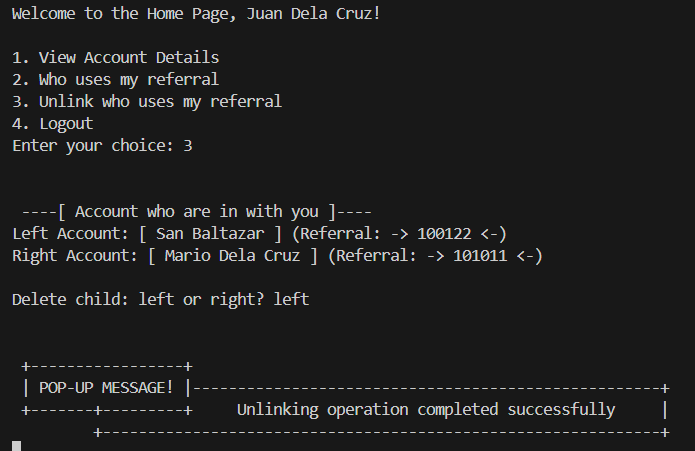 Welcome to the Home Page, Juan Dela Cruz!
1. View Account Details
2. Who uses my referral
3. Unlink who uses my referral
4. Logout
Enter your choice: 3
----[ Account who are in with you ]----
Left Account: [ San Baltazar ] (Referral: -> 100122 <-)
Right Account: [ Mario Dela Cruz ] (Referral: -> 101011 <-)
Delete child: left or right? left
+-----------------+
| POP-UP MESSAGE! |----------------------------------------------------+
+-------+---------+     Unlinking operation completed successfully     |
        +--------------------------------------------------------------+